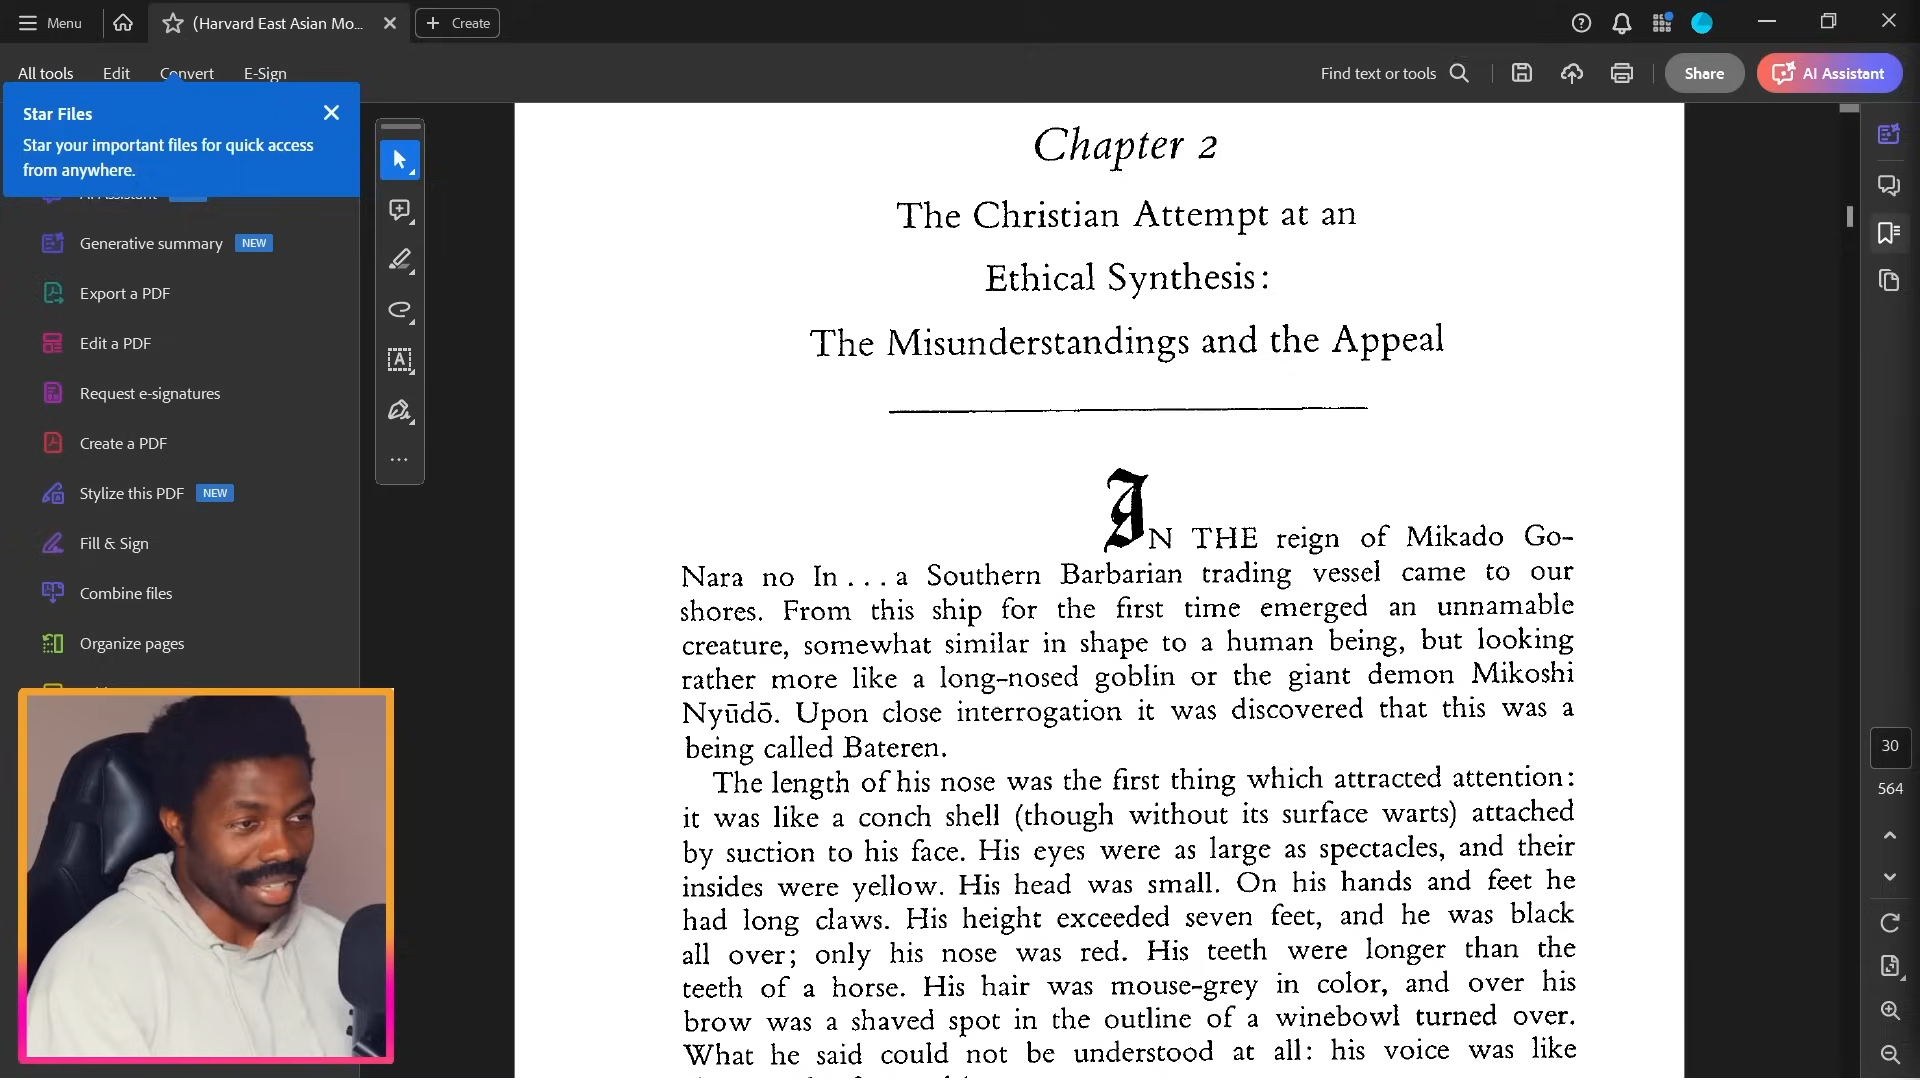 Menu
(Harvard East Asian Mo...
Create
All tools
Edit
Convert
E-Sign
Find text or tools
Share
AI Assistant
Star Files
Star your important files for quick access
from anywhere.
AI Assistant
Generative summary NEW
Export a PDF
Edit a PDF
Request e-signatures
Create a PDF
Stylize this PDF NEW
Fill & Sign
Combine files
Organize pages
Chapter 2
The Christian Attempt at an
Ethical Synthesis:
The Misunderstandings and the Appeal
IN THE reign of Mikado Go-
Nara no In . . . a Southern Barbarian trading vessel came to our
shores. From this ship for the first time emerged an unnamable
creature, somewhat similar in shape to a human being, but looking
rather more like a long-nosed goblin or the giant demon Mikoshi
Nyūdō. Upon close interrogation it was discovered that this was a
being called Bateren.
The length of his nose was the first thing which attracted attention:
it was like a conch shell (though without its surface warts) attached
by suction to his face. His eyes were as large as spectacles, and their
insides were yellow. His head was small. On his hands and feet he
had long claws. His height exceeded seven feet, and he was black
all over; only his nose was red. His teeth were longer than the
teeth of a horse. His hair was mouse-grey in color, and over his
brow was a shaved spot in the outline of a winebowl turned over.
What he said could not be understood at all: his voice was like
30
564